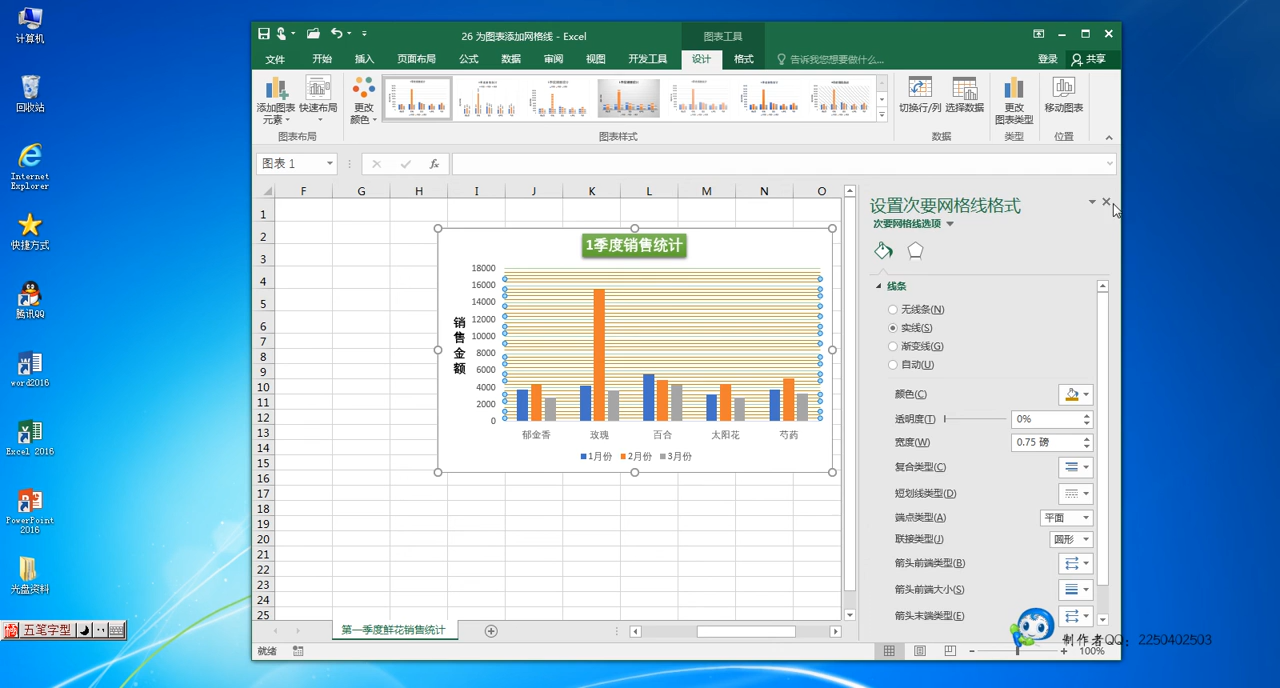 计算机
回收站
Internet
Explorer
快捷方式
腾讯QQ
word2016
Excel 2016
PowerPoint
2016
光盘资料
五笔字型
26 为图表添加网格线 - Excel
图表工具
文件 开始 插入 页面布局 公式 数据 审阅 视图 开发工具 设计 格式 告诉我您想要做什么... 登录 共享
添加图表 快速布局 更改 切换行/列 选择数据 更改 移动图表
元素 颜色 图表类型
图表布局 图表样式 数据 类型 位置
图表 1 fx
F G H I J K L M N O
1
2
3
4
5
6
7
8
9
10
11
12
13
14
15
16
17
18
19
20
21
22
23
24
25
1季度销售统计
销售金额
18000
16000
14000
12000
10000
8000
6000
4000
2000
0
郁金香 玫瑰 百合 太阳花 芍药
1月份 2月份 3月份
设置次要网格线格式
次要网格线选项
线条
无线条(N)
实线(S)
渐变线(G)
自动(U)
颜色(C)
透明度(T) 0%
宽度(W) 0.75 磅
复合类型(C)
短划线类型(D)
端点类型(A) 平面
联接类型(J) 圆形
箭头前端类型(B)
箭头前端大小(S)
箭头末端类型(E)
第一季度鲜花销售统计
就绪
100%
制作者QQ：2250402503